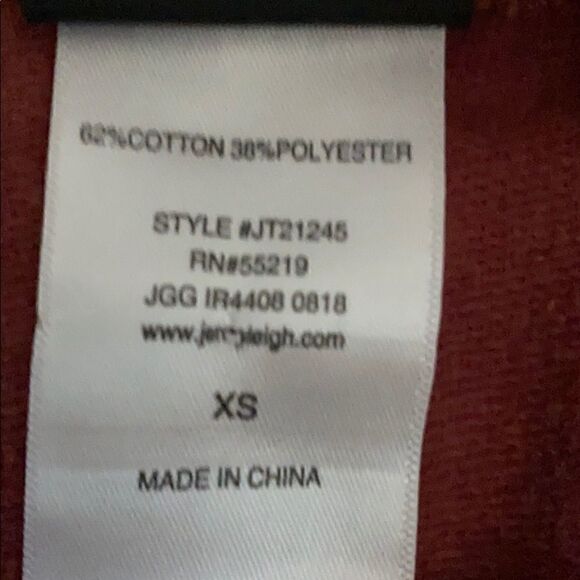 62%COTTON 38%POLYESTER
STYLE #JT21245
RN#55219
JGG IR4408 0818
XS
MADE IN CHINA